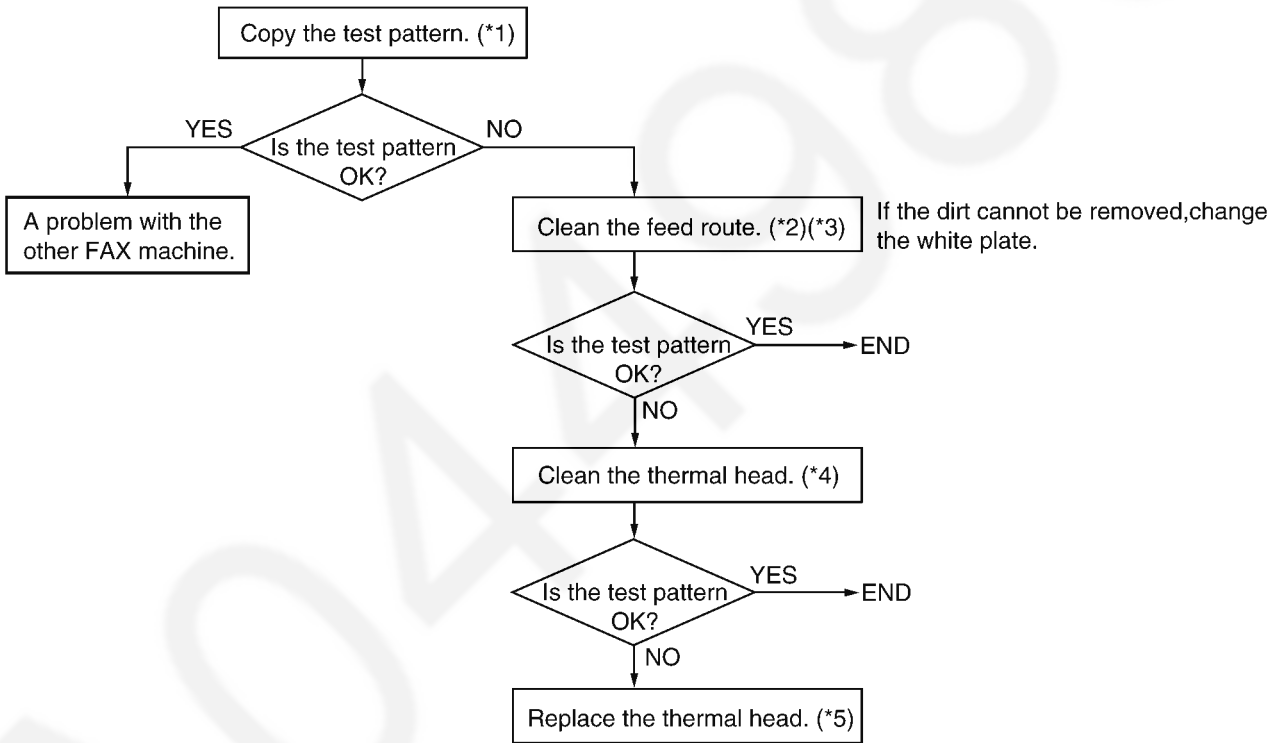 Copy the test pattern. (*1)
YES
NO
Is the test pattern
OK?
A problem with the
other FAX machine.
Clean the feed route. (*2)(*3)
If the dirt cannot be removed,change
the white plate.
Is the test pattern
OK?
YES
END
NO
Clean the thermal head. (*4)
Is the test pattern
OK?
YES
END
NO
Replace the thermal head. (*5)